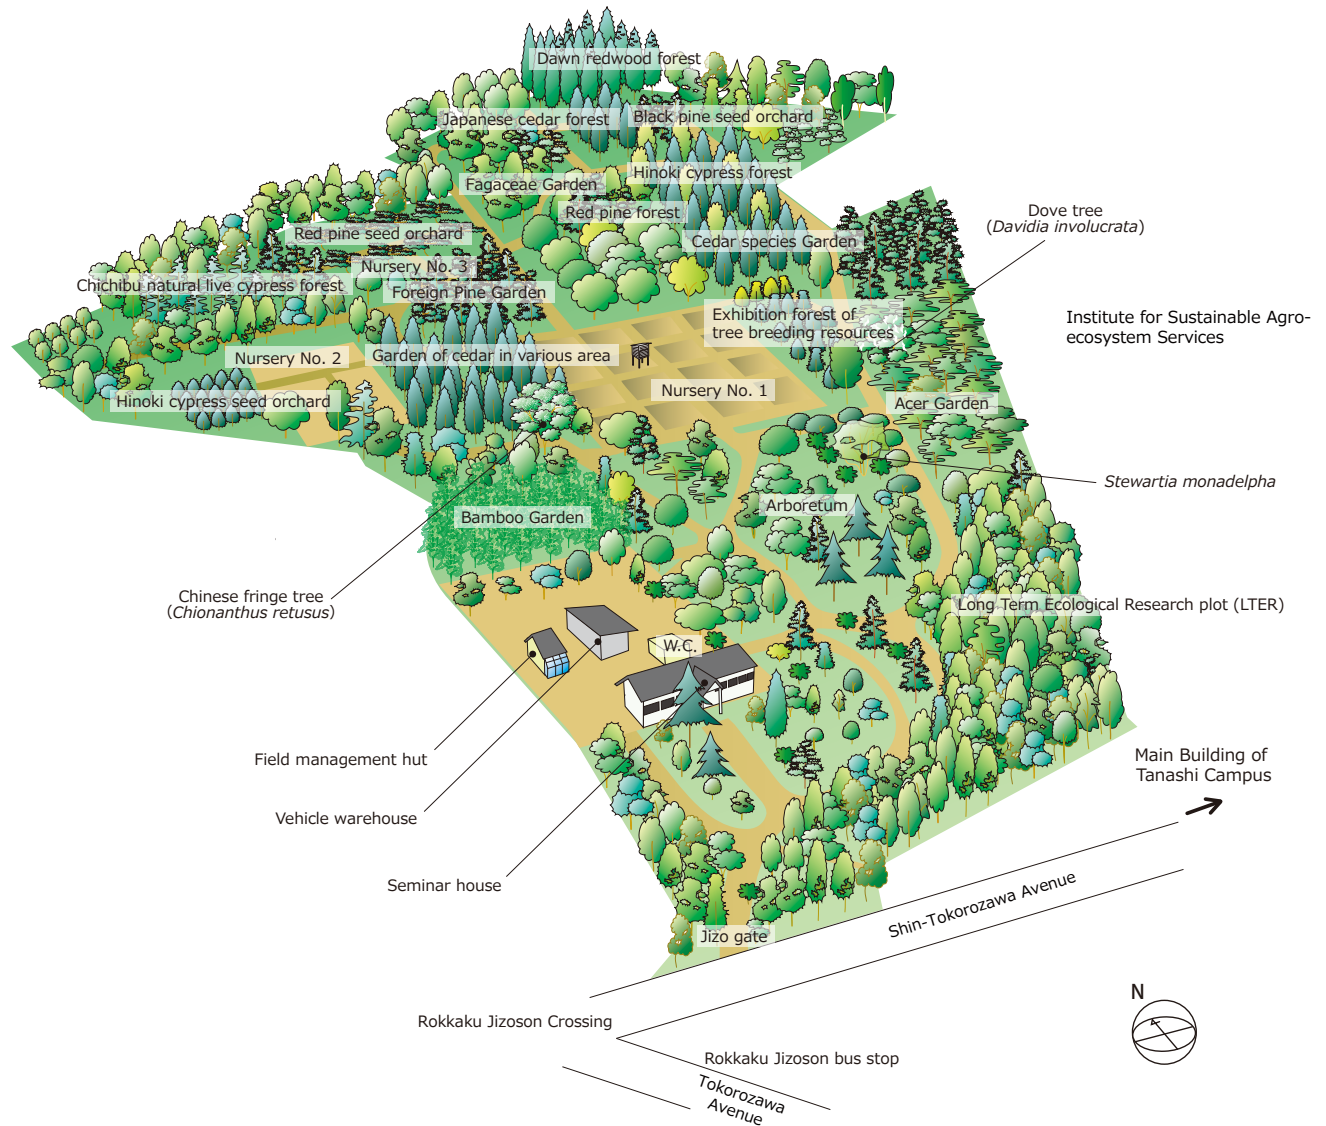 Dawn redwood forest
Japanese cedar forest
Black pine seed orchard
Fagaceae Garden
Hinoki cypress forest
Red pine forest
Dove tree
(Davidia involucrata)
Red pine seed orchard
Cedar species Garden
Nursery No. 3
Chichibu natural live cypress forest
Foreign Pine Garden
Exhibition forest of
tree breeding resources
Institute for Sustainable Agro-
ecosystem Services
Nursery No. 2
Garden of cedar in various area
Nursery No. 1
Hinoki cypress seed orchard
Acer Garden
Stewartia monadelpha
Arboretum
Bamboo Garden
Chinese fringe tree
(Chionanthus retusus)
Long Term Ecological Research plot (LTER)
W.C.
Field management hut
Main Building of
Tanashi Campus
Vehicle warehouse
Seminar house
Shin-Tokorozawa Avenue
Jizo gate
N
Rokkaku Jizoson Crossing
Rokkaku Jizoson bus stop
Tokorozawa
Avenue